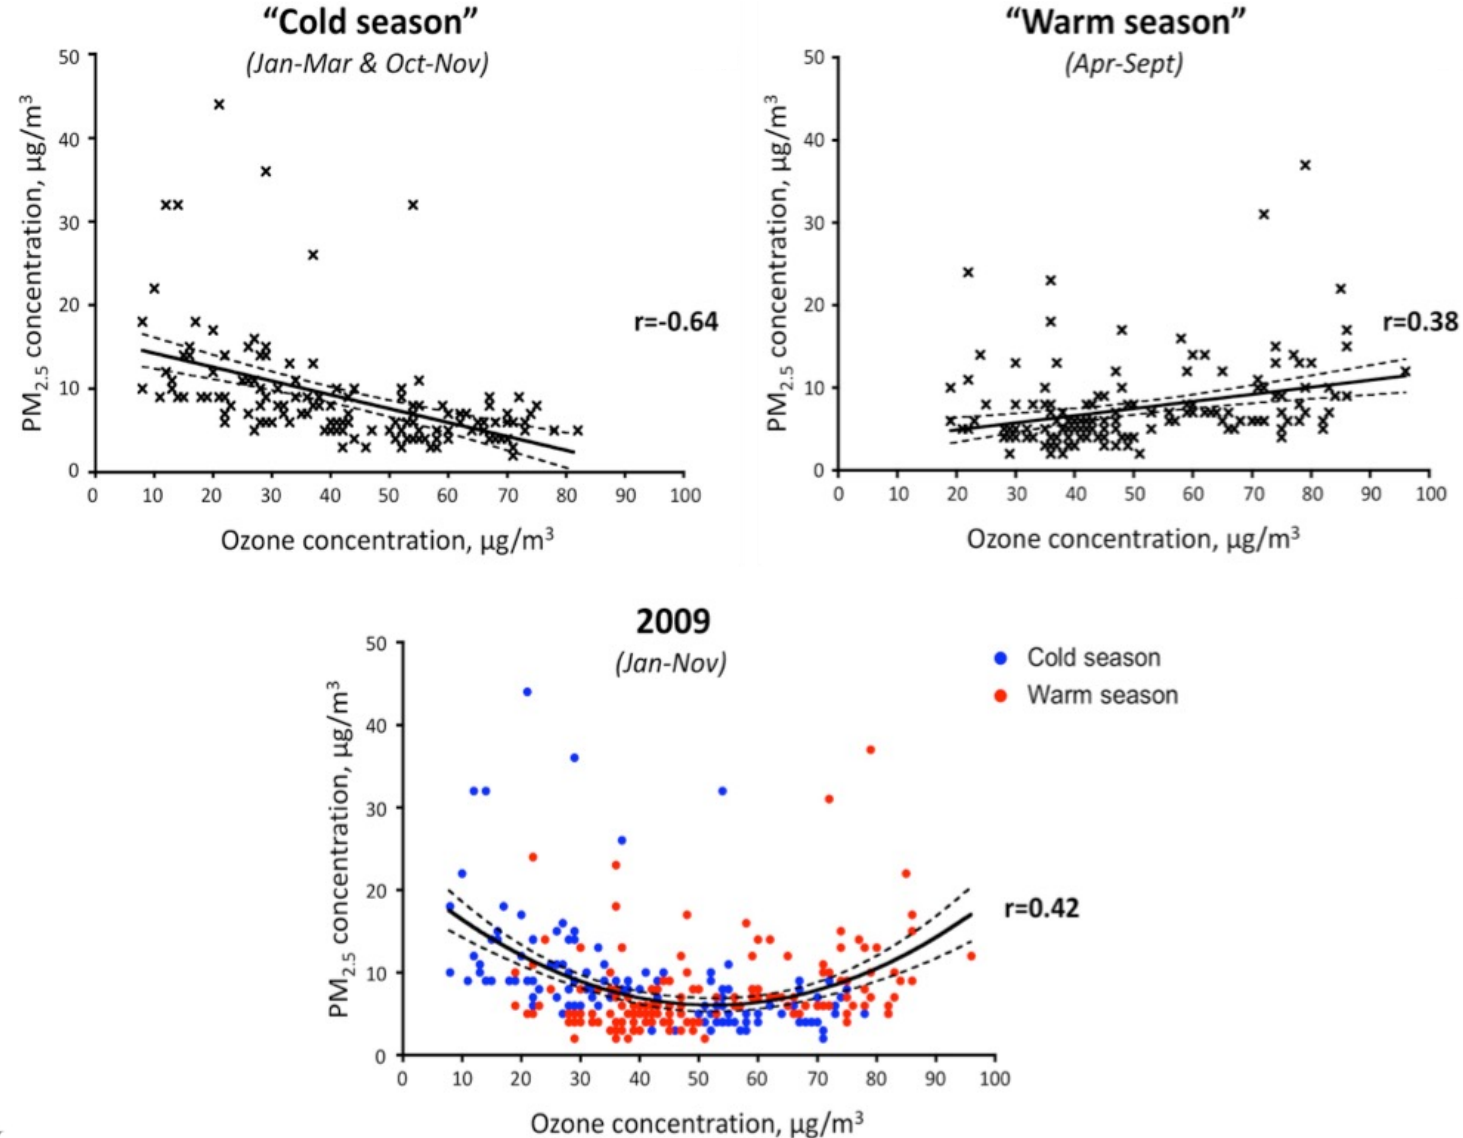 “Cold season”
(Jan-Mar & Oct-Nov)
PM2.5 concentration, µg/m3
50
40
30
20
10
0
r=-0.64
0 10 20 30 40 50 60 70 80 90 100
Ozone concentration, µg/m3
“Warm season”
(Apr-Sept)
PM2.5 concentration, µg/m3
50
40
30
20
10
0
r=0.38
0 10 20 30 40 50 60 70 80 90 100
Ozone concentration, µg/m3
2009
(Jan-Nov)
Cold season
Warm season
PM2.5 concentration, µg/m3
50
40
30
20
10
0
r=0.42
0 10 20 30 40 50 60 70 80 90 100
Ozone concentration, µg/m3